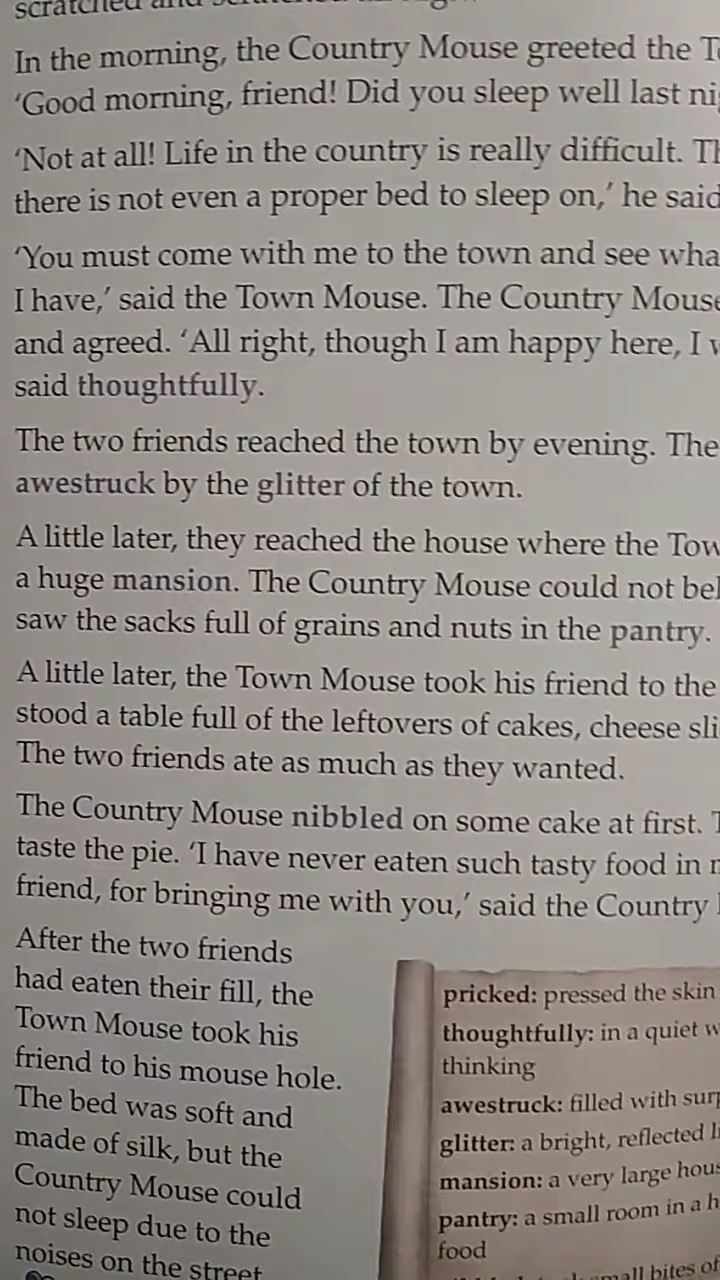 scratched and
In the morning, the Country Mouse greeted the
‘Good morning, friend! Did you sleep well last
‘Not at all! Life in the country is really difficult.
there is not even a proper bed to sleep on,’ he said
‘You must come with me to the town and see
I have,’ said the Town Mouse. The Country Mouse
and agreed. ‘All right, though I am happy here, I
said thoughtfully.
The two friends reached the town by evening. The
awestruck by the glitter of the town.
A little later, they reached the house where the
a huge mansion. The Country Mouse could not
saw the sacks full of grains and nuts in the pantry.
A little later, the Town Mouse took his friend to the
stood a table full of the leftovers of cakes, cheese
The two friends ate as much as they wanted.
The Country Mouse nibbled on some cake at first.
taste the pie. ‘I have never eaten such tasty food in
friend, for bringing me with you,’ said the Country
After the two friends
had eaten their fill, the
Town Mouse took his
friend to his mouse hole.
The bed was soft and
made of silk, but the
Country Mouse could
not sleep due to the
noises on the street
pricked: pressed the skin
thoughtfully: in a quiet
thinking
awestruck: filled with
glitter: a bright, reflected
mansion: a very large
pantry: a small room in a
food
bites of